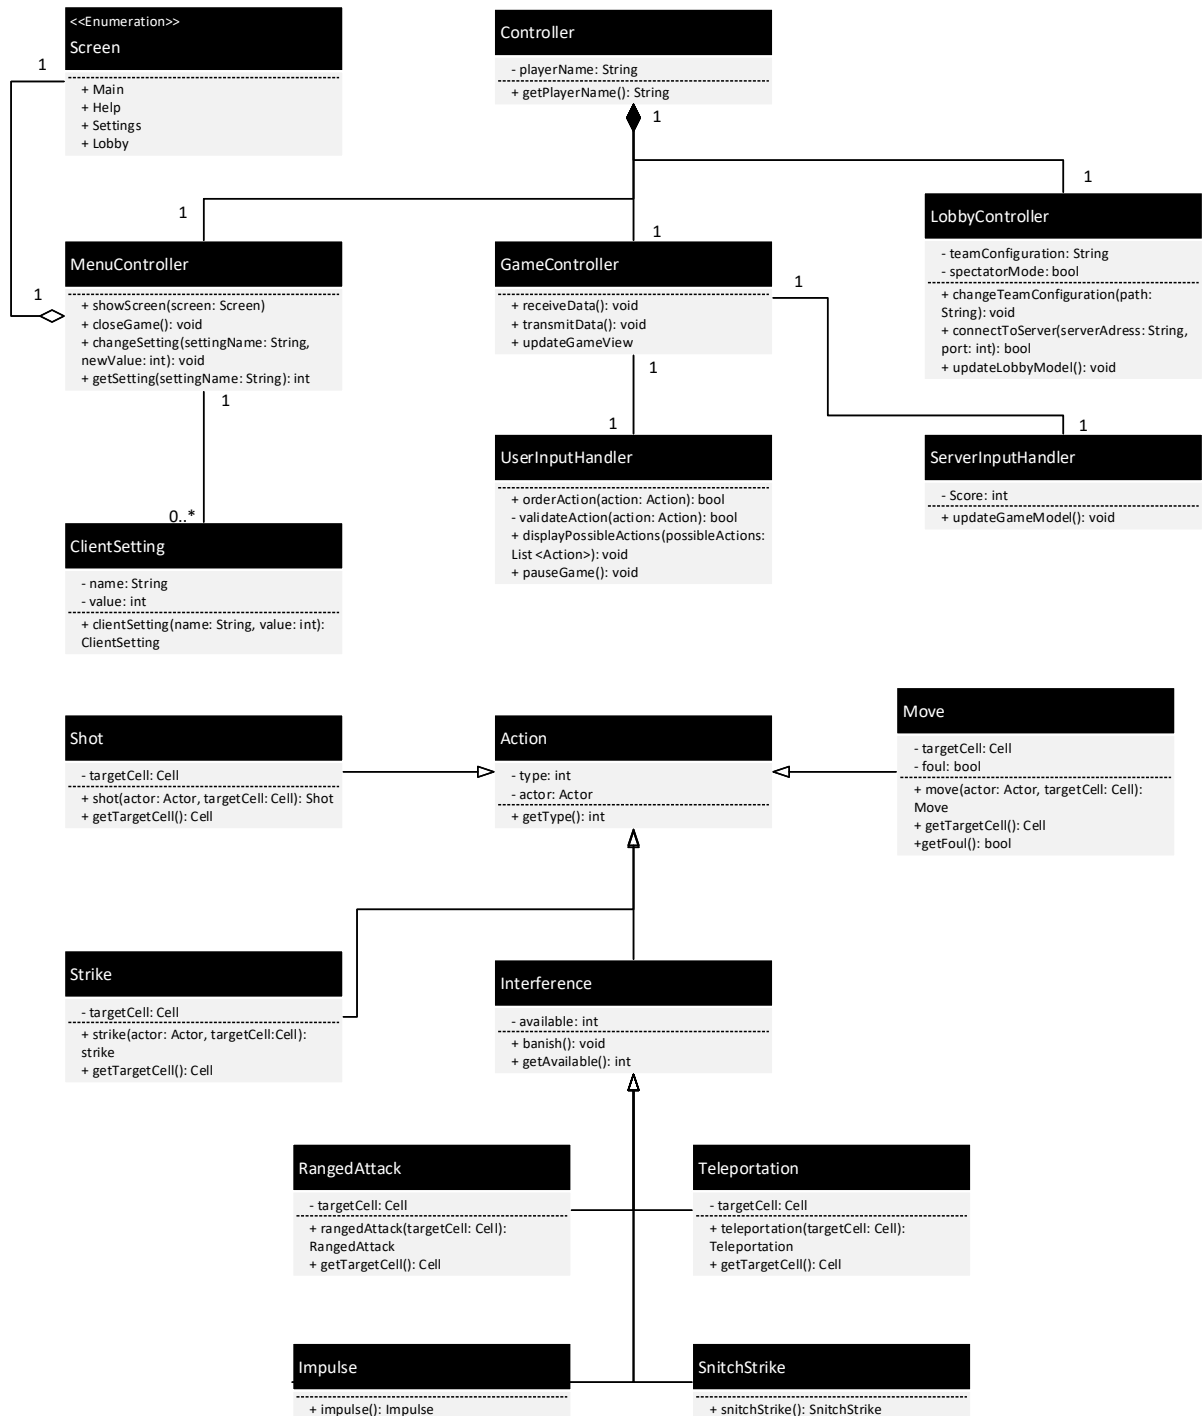 <<Enumeration>>
Screen
+ Main
+ Help
+ Settings
+ Lobby
1
Controller
- playerName: String
+ getPlayerName(): String
1
1
1
1
LobbyController
- teamConfiguration: String
- spectatorMode: bool
+ changeTeamConfiguration(path:
String): void
+ connectToServer(serverAdress: String,
port: int): bool
+ updateLobbyModel(): void
1
MenuController
+ showScreen(screen: Screen)
+ closeGame(): void
+ changeSetting(settingName: String,
newValue: int): void
+ getSetting(settingName: String): int
1
GameController
+ receiveData(): void
+ transmitData(): void
+ updateGameView
1
1
1
1
UserInputHandler
+ orderAction(action: Action): bool
- validateAction(action: Action): bool
+ displayPossibleActions(possibleActions:
List <Action>): void
+ pauseGame(): void
ServerInputHandler
- Score: int
+ updateGameModel(): void
0..*
ClientSetting
- name: String
- value: int
+ clientSetting(name: String, value: int):
ClientSetting
Shot
- targetCell: Cell
+ shot(actor: Actor, targetCell: Cell): Shot
+ getTargetCell(): Cell
Action
- type: int
- actor: Actor
+ getType(): int
Move
- targetCell: Cell
- foul: bool
+ move(actor: Actor, targetCell: Cell):
Move
+ getTargetCell(): Cell
+getFoul(): bool
Strike
- targetCell: Cell
+ strike(actor: Actor, targetCell:Cell):
strike
+ getTargetCell(): Cell
Interference
- available: int
+ banish(): void
+ getAvailable(): int
RangedAttack
- targetCell: Cell
+ rangedAttack(targetCell: Cell):
RangedAttack
+ getTargetCell(): Cell
Teleportation
- targetCell: Cell
+ teleportation(targetCell: Cell):
Teleportation
+ getTargetCell(): Cell
Impulse
+ impulse(): Impulse
SnitchStrike
+ snitchStrike(): SnitchStrike